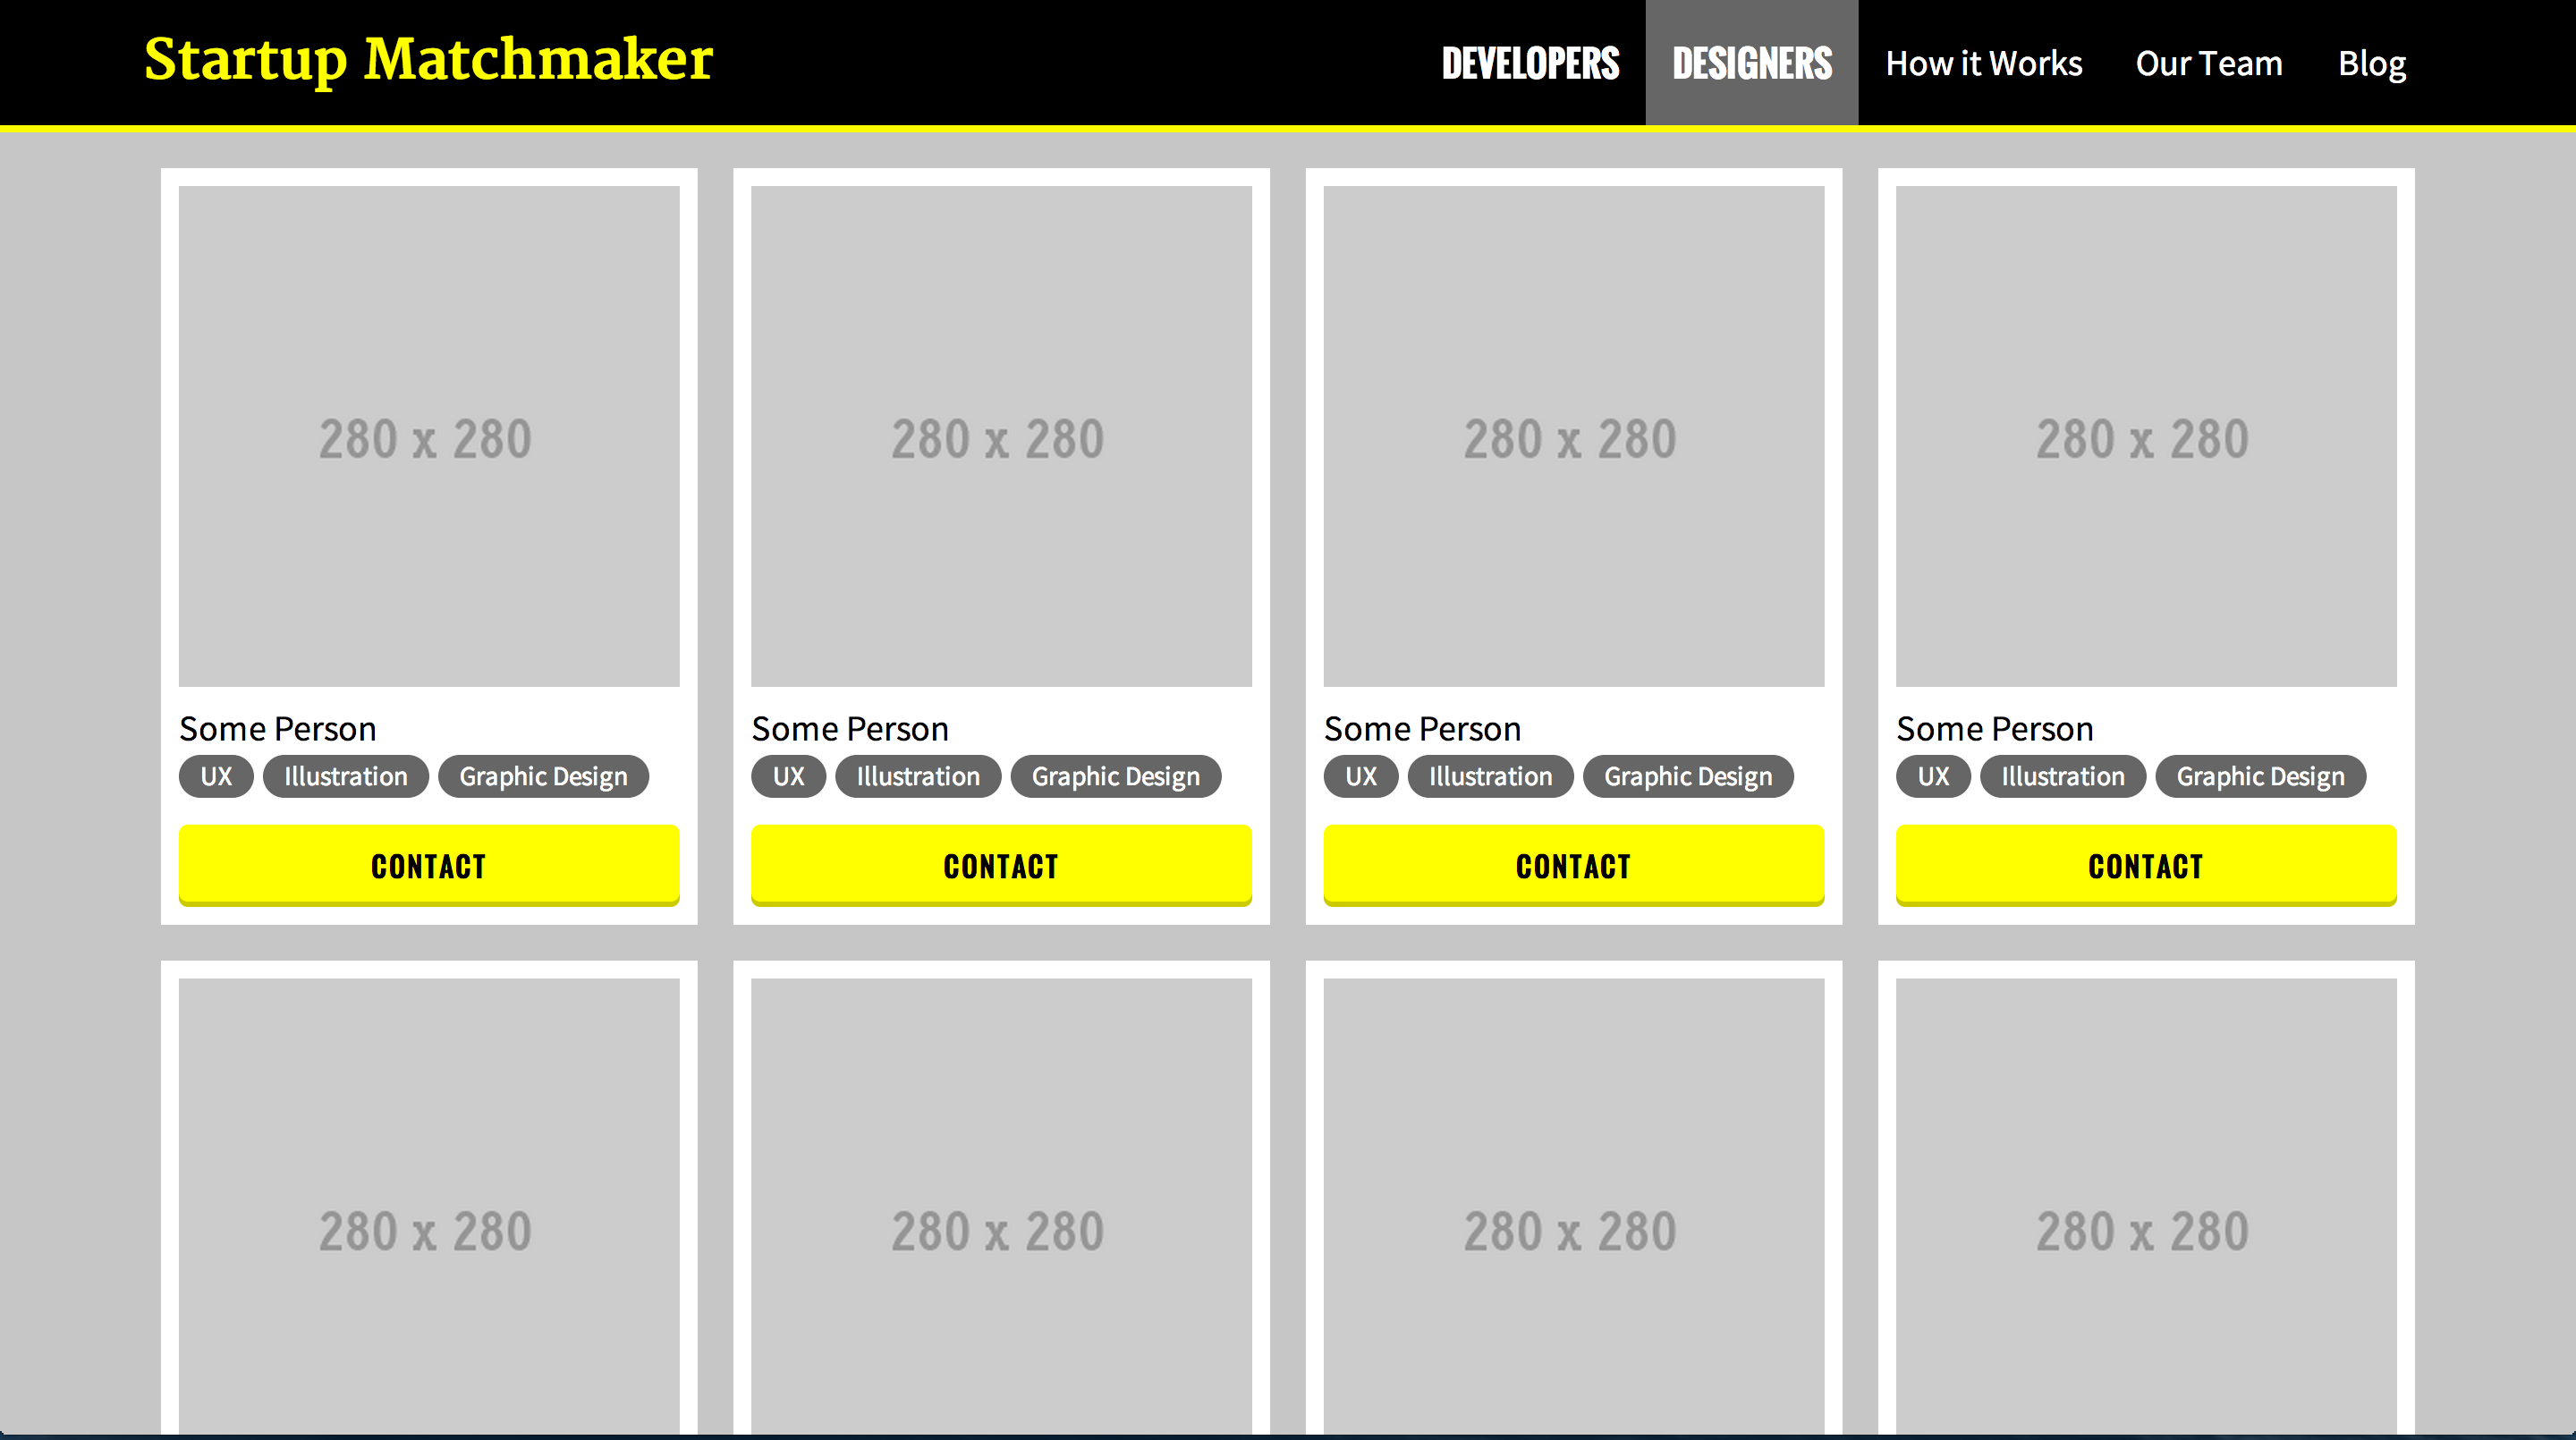 Startup Matchmaker DEVELOPERS DESIGNERS How it Works Our Team Blog
280 x 280 280 x 280 280 x 280 280 x 280
Some Person Some Person Some Person Some Person
UX Illustration Graphic Design UX Illustration Graphic Design UX Illustration Graphic Design UX Illustration Graphic Design
CONTACT CONTACT CONTACT CONTACT
280 x 280 280 x 280 280 x 280 280 x 280